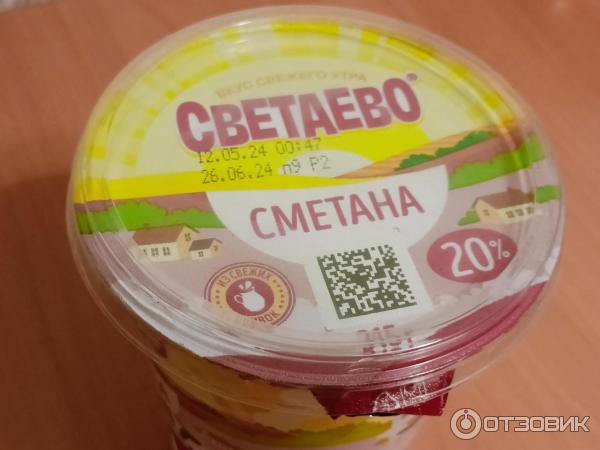 ВКУС СВЕЖЕГО УТРА
СВЕТАЕВО®
12.05.24 00:47
26.06.24 п9 Р2
СМЕТАНА
20%
ИЗ СВЕЖИХ
315г
ОТЗОВИК